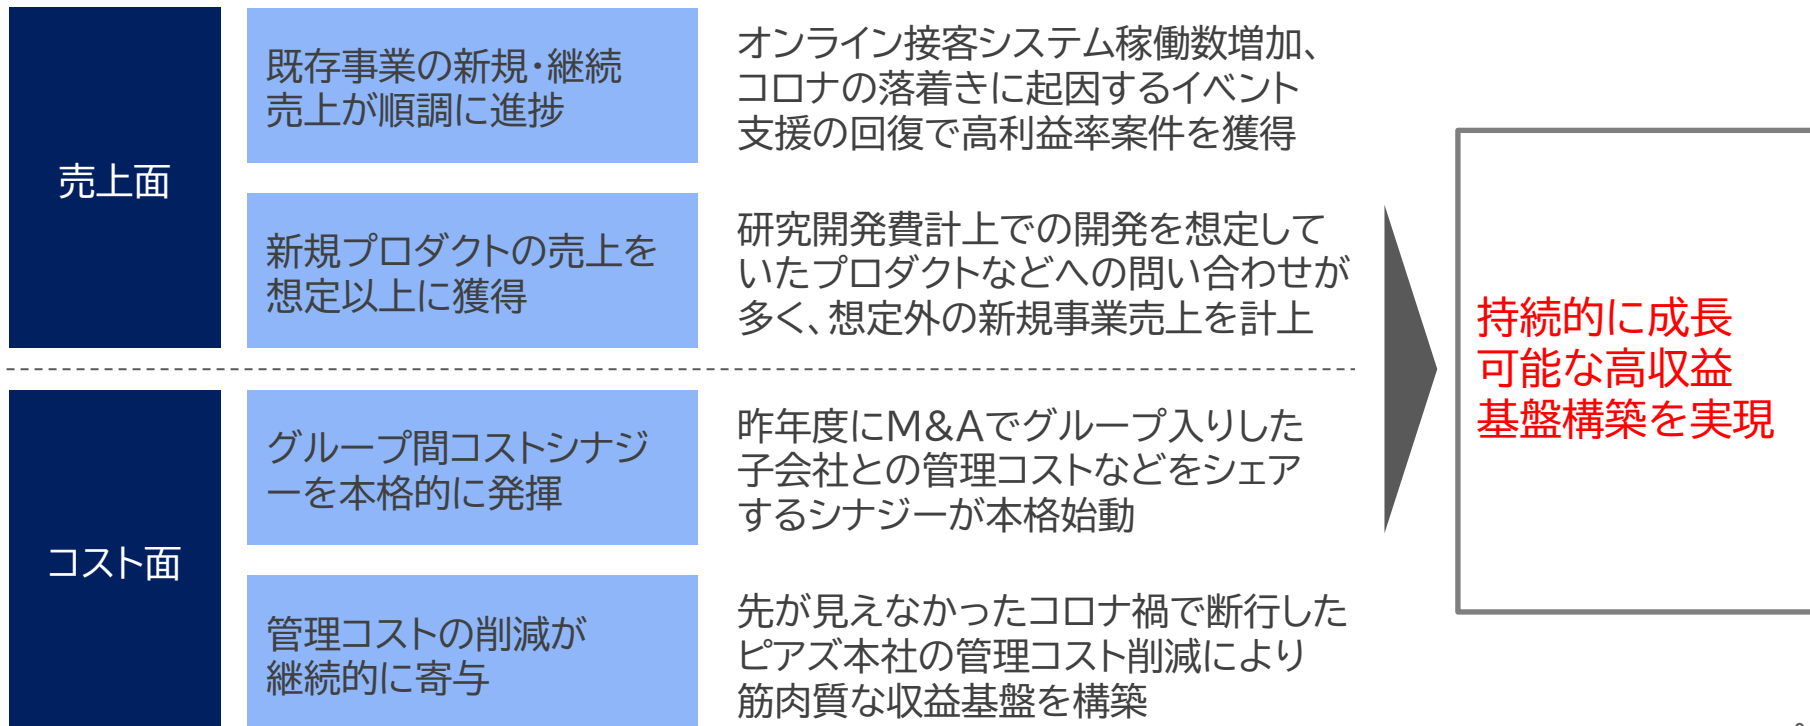 売上面
既存事業の新規・継続
売上が順調に進捗
オンライン接客システム稼働数増加、
コロナの落着きに起因するイベント
支援の回復で高利益率案件を獲得
新規プロダクトの売上を
想定以上に獲得
研究開発費計上での開発を想定して
いたプロダクトなどへの問い合わせが
多く、想定外の新規事業売上を計上
コスト面
グループ間コストシナジ
ーを本格的に発揮
昨年度にM&Aでグループ入りした
子会社との管理コストなどをシェア
するシナジーが本格始動
管理コストの削減が
継続的に寄与
先が見えなかったコロナ禍で断行した
ピアズ本社の管理コスト削減により
筋肉質な収益基盤を構築
持続的に成長
可能な高収益
基盤構築を実現